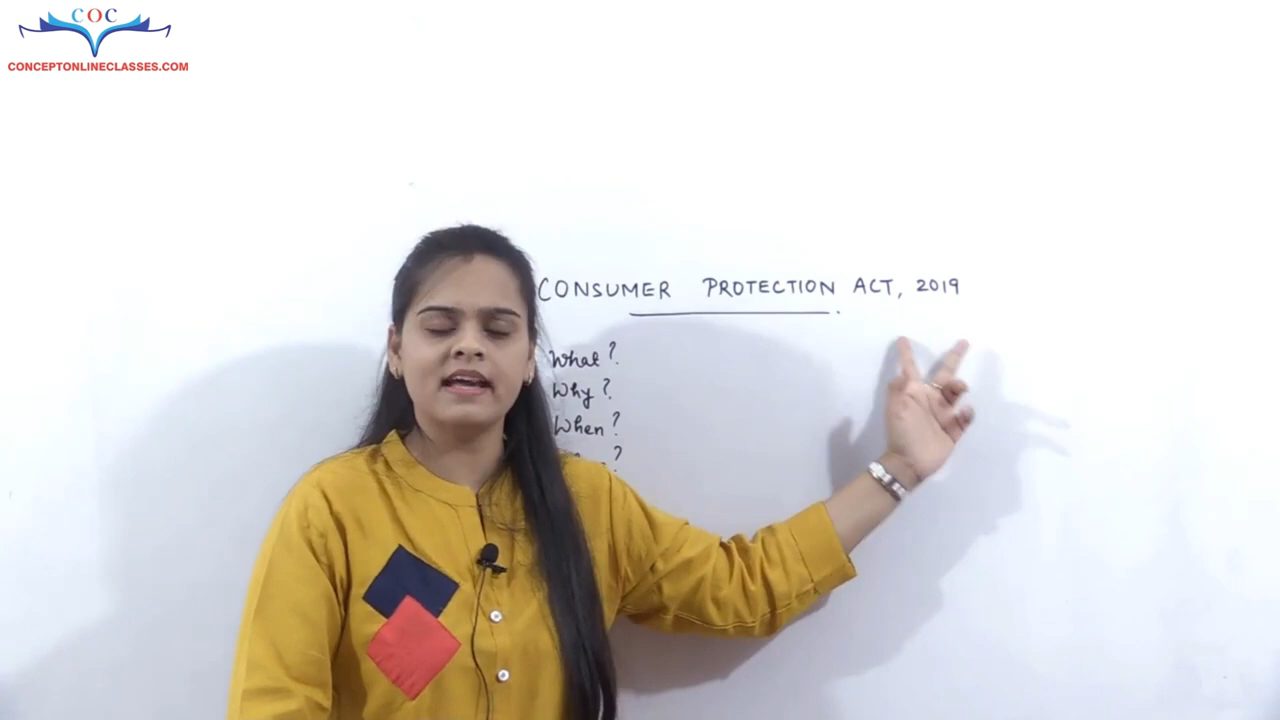 COC
CONCEPTONLINECLASSES.COM
CONSUMER PROTECTION ACT, 2019
What?
Why?
When?
?